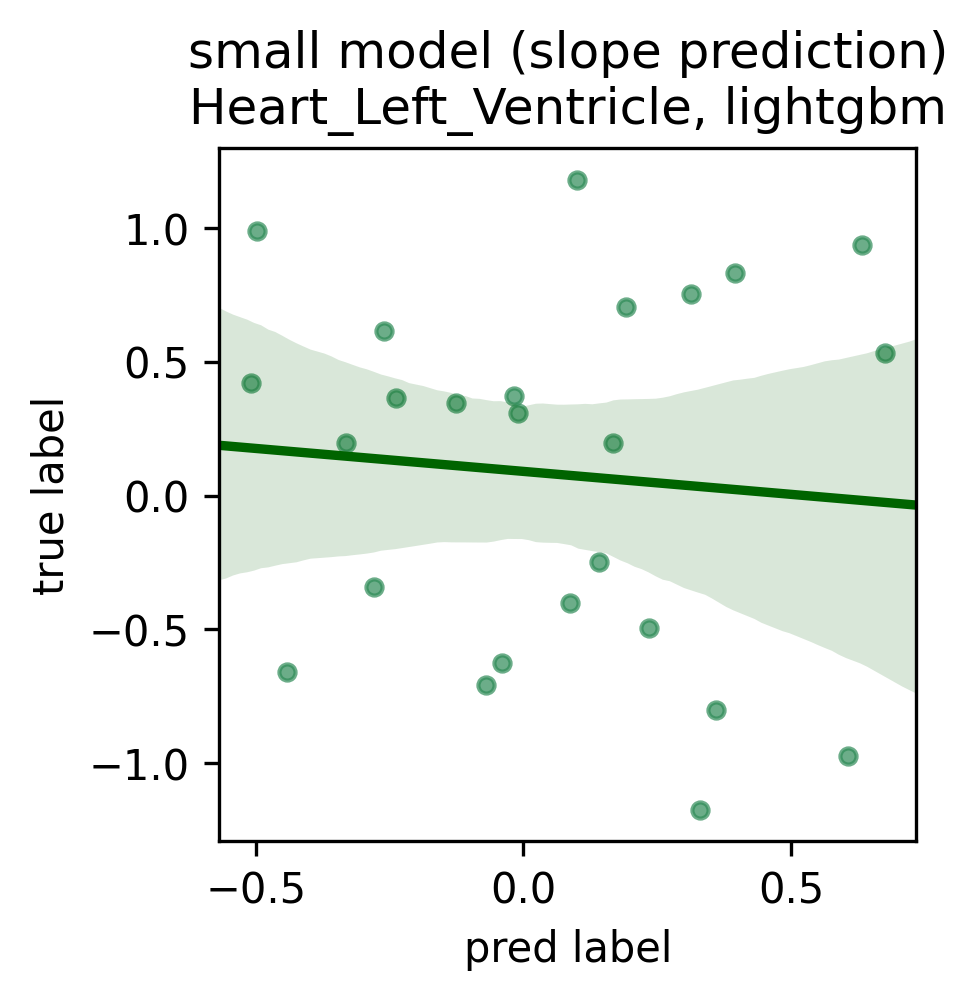 small model (slope prediction)
Heart_Left_Ventricle, lightgbm
1.0
0.5
0.0
−0.5
−1.0
true label
−0.5 0.0 0.5
pred label